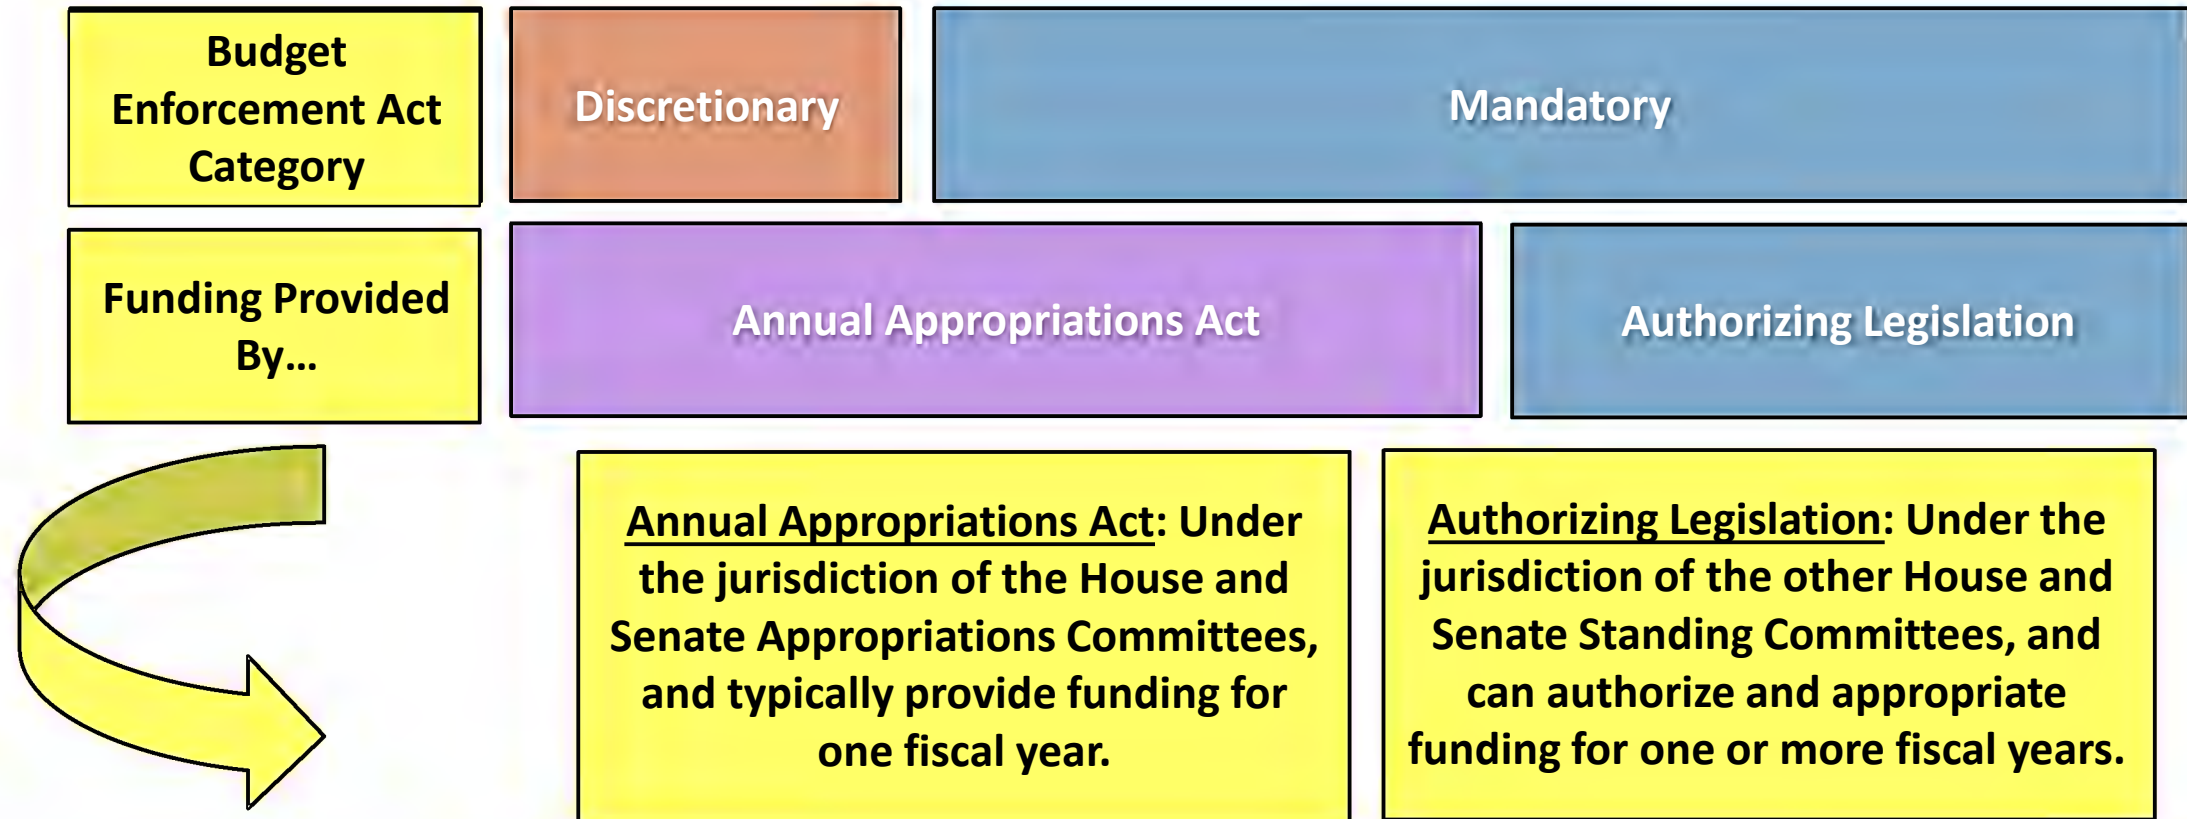 Budget
Enforcement Act
Category
Discretionary
Mandatory
Funding Provided
By...
Annual Appropriations Act
Authorizing Legislation
Annual Appropriations Act: Under
the jurisdiction of the House and
Senate Appropriations Committees,
and typically provide funding for
one fiscal year.
Authorizing Legislation: Under the
jurisdiction of the other House and
Senate Standing Committees, and
can authorize and appropriate
funding for one or more fiscal years.